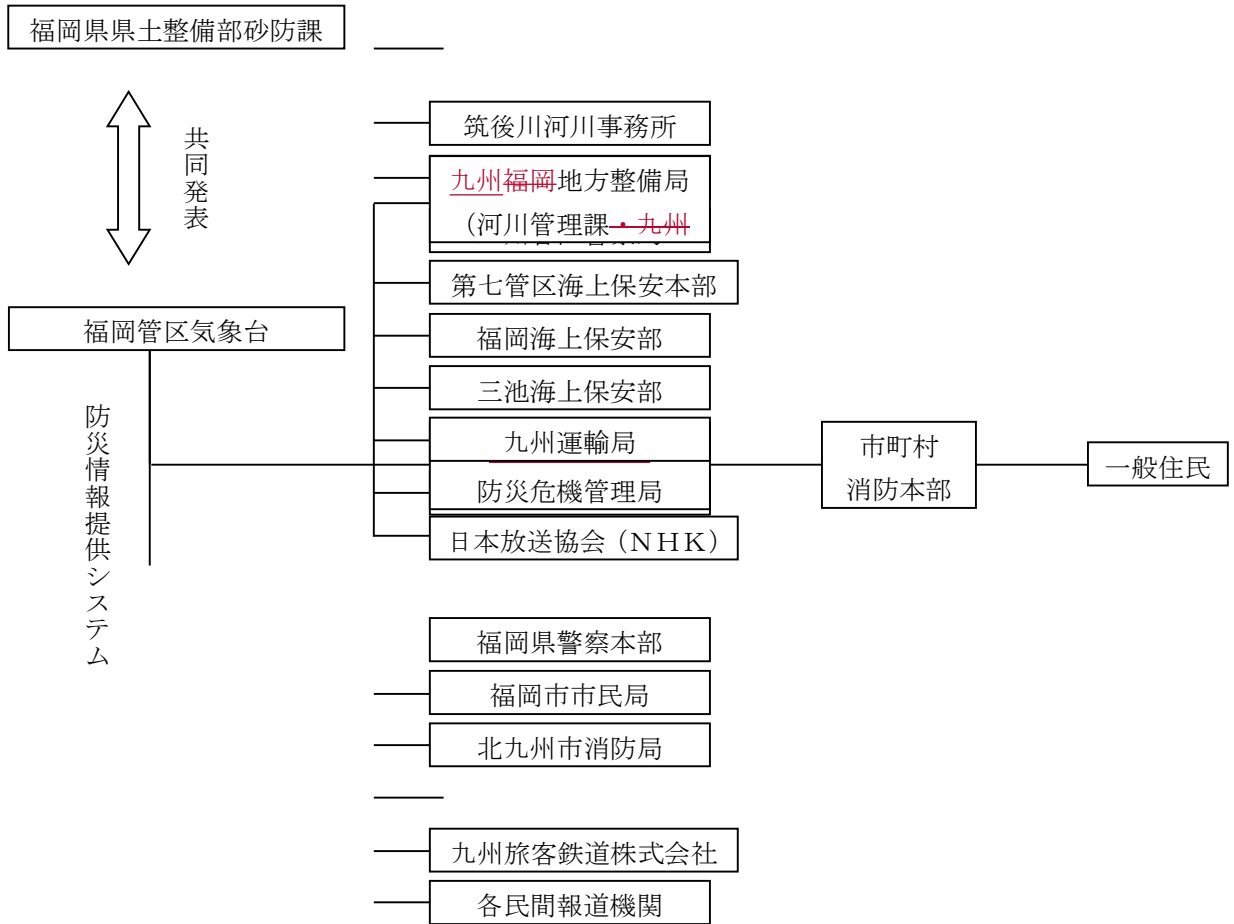 福岡県県土整備部砂防課
共同発表
筑後川河川事務所
九州福岡地方整備局
(河川管理課・九州
第七管区海上保安本部
福岡管区気象台
福岡海上保安部
三池海上保安部
防災情報提供システム
九州運輸局
防災危機管理局
市町村
消防本部
一般住民
日本放送協会(NHK)
福岡県警察本部
福岡市市民局
北九州市消防局
九州旅客鉄道株式会社
各民間報道機関